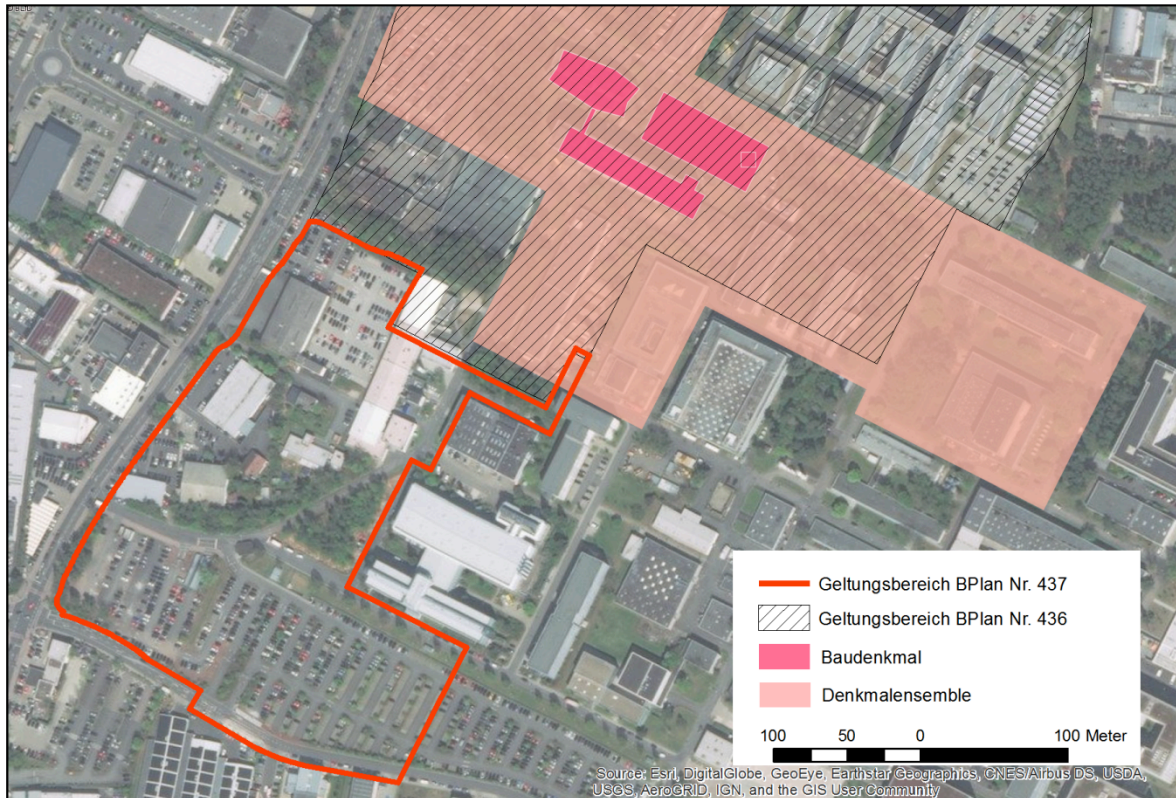 Geltungsbereich BPlan Nr. 437
Geltungsbereich BPlan Nr. 436
Baudenkmal
Denkmalensemble
100 50 0 100 Meter
Source: Esri, DigitalGlobe, GeoEye, Earthstar Geographics, CNES/Airbus DS, USDA,
USGS, AeroGRID, IGN, and the GIS User Community